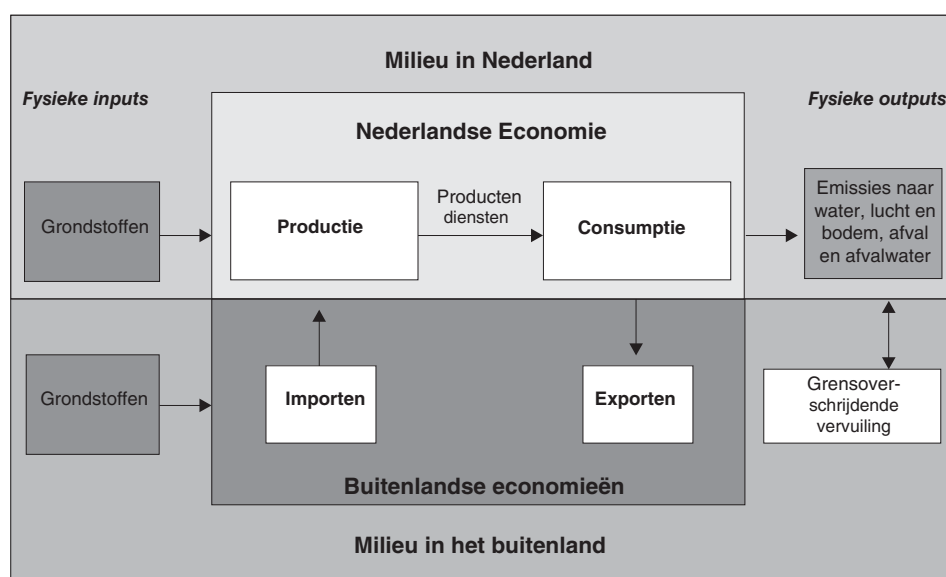 Milieu in Nederland
Fysieke inputs
Fysieke outputs
Nederlandse Economie
Grondstoffen
Productie
Producten
diensten
Consumptie
Emissies naar
water, lucht en
bodem, afval
en afvalwater
Grondstoffen
Importen
Exporten
Grensover-
schrijdende
vervuiling
Buitenlandse economieën
Milieu in het buitenland